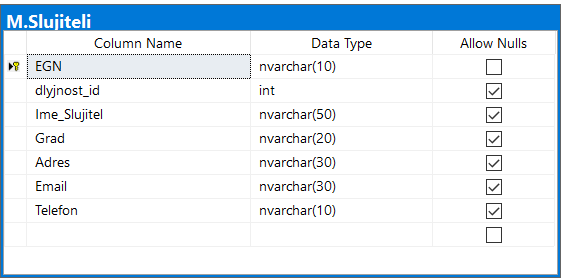 M.Slujiteli
Column Name Data Type Allow Nulls
EGN nvarchar(10)
dlyjnost_id int
Ime_Slujitel nvarchar(50)
Grad nvarchar(20)
Adres nvarchar(30)
Email nvarchar(30)
Telefon nvarchar(10)